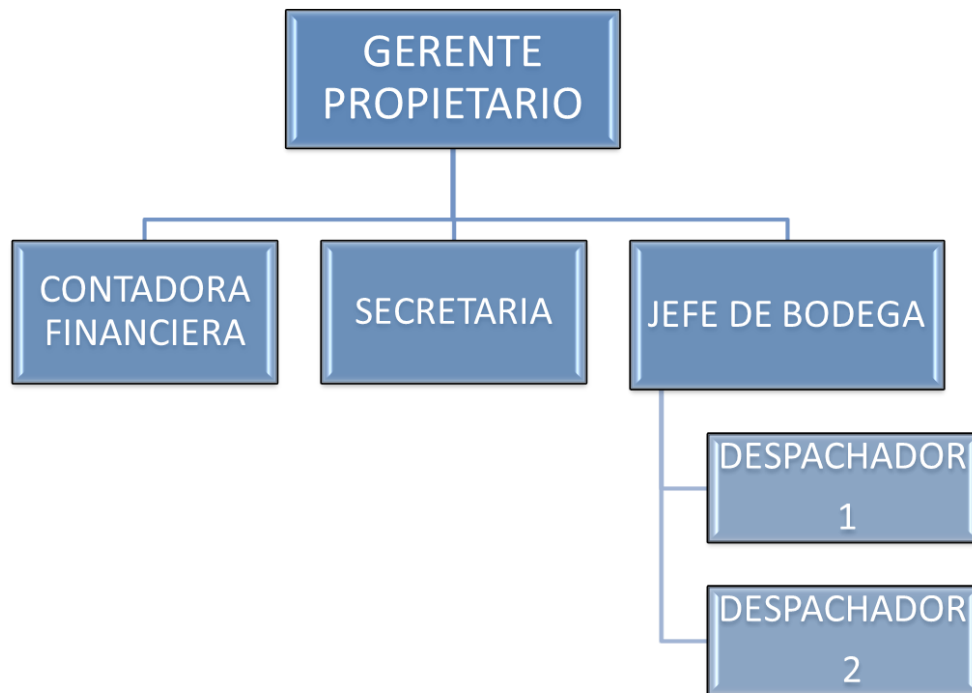 GERENTE
PROPIETARIO
CONTADORA
FINANCIERA
SECRETARIA
JEFE DE BODEGA
DESPACHADOR
1
DESPACHADOR
2